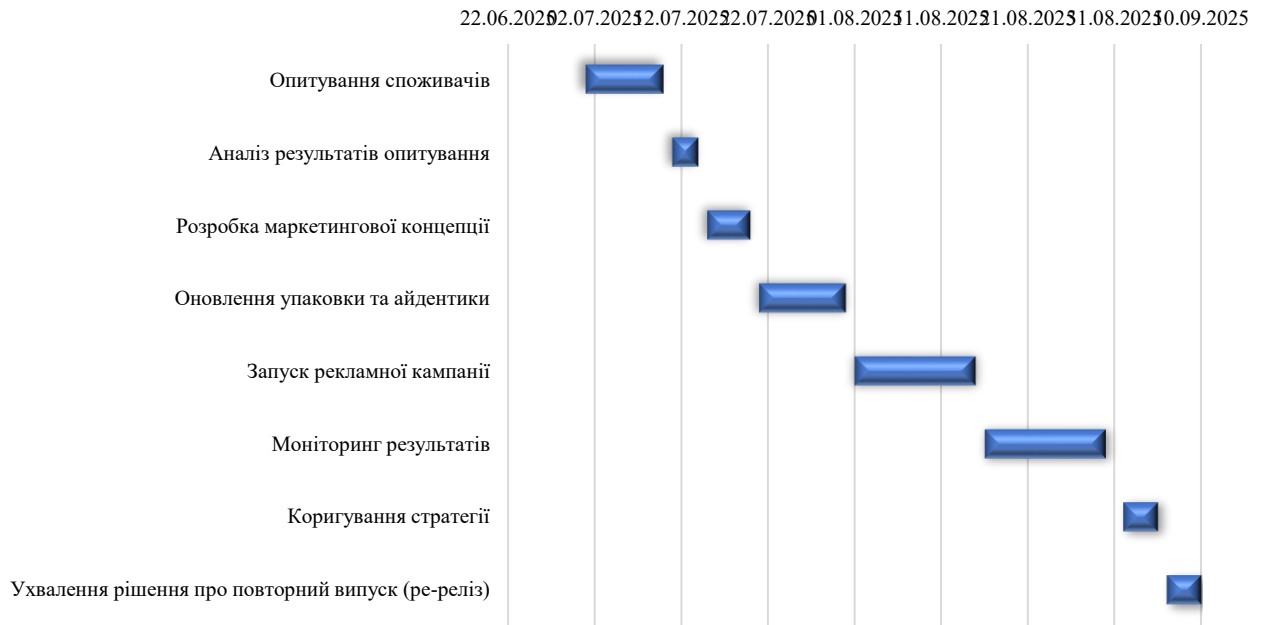 22.06.2025 02.07.2025 12.07.2025 22.07.2025 01.08.2025 11.08.2025 21.08.2025 31.08.2025 10.09.2025
Опитування споживачів
Аналіз результатів опитування
Розробка маркетингової концепції
Оновлення упаковки та айдентики
Запуск рекламної кампанії
Моніторинг результатів
Коригування стратегії
Ухвалення рішення про повторний випуск (ре-реліз)